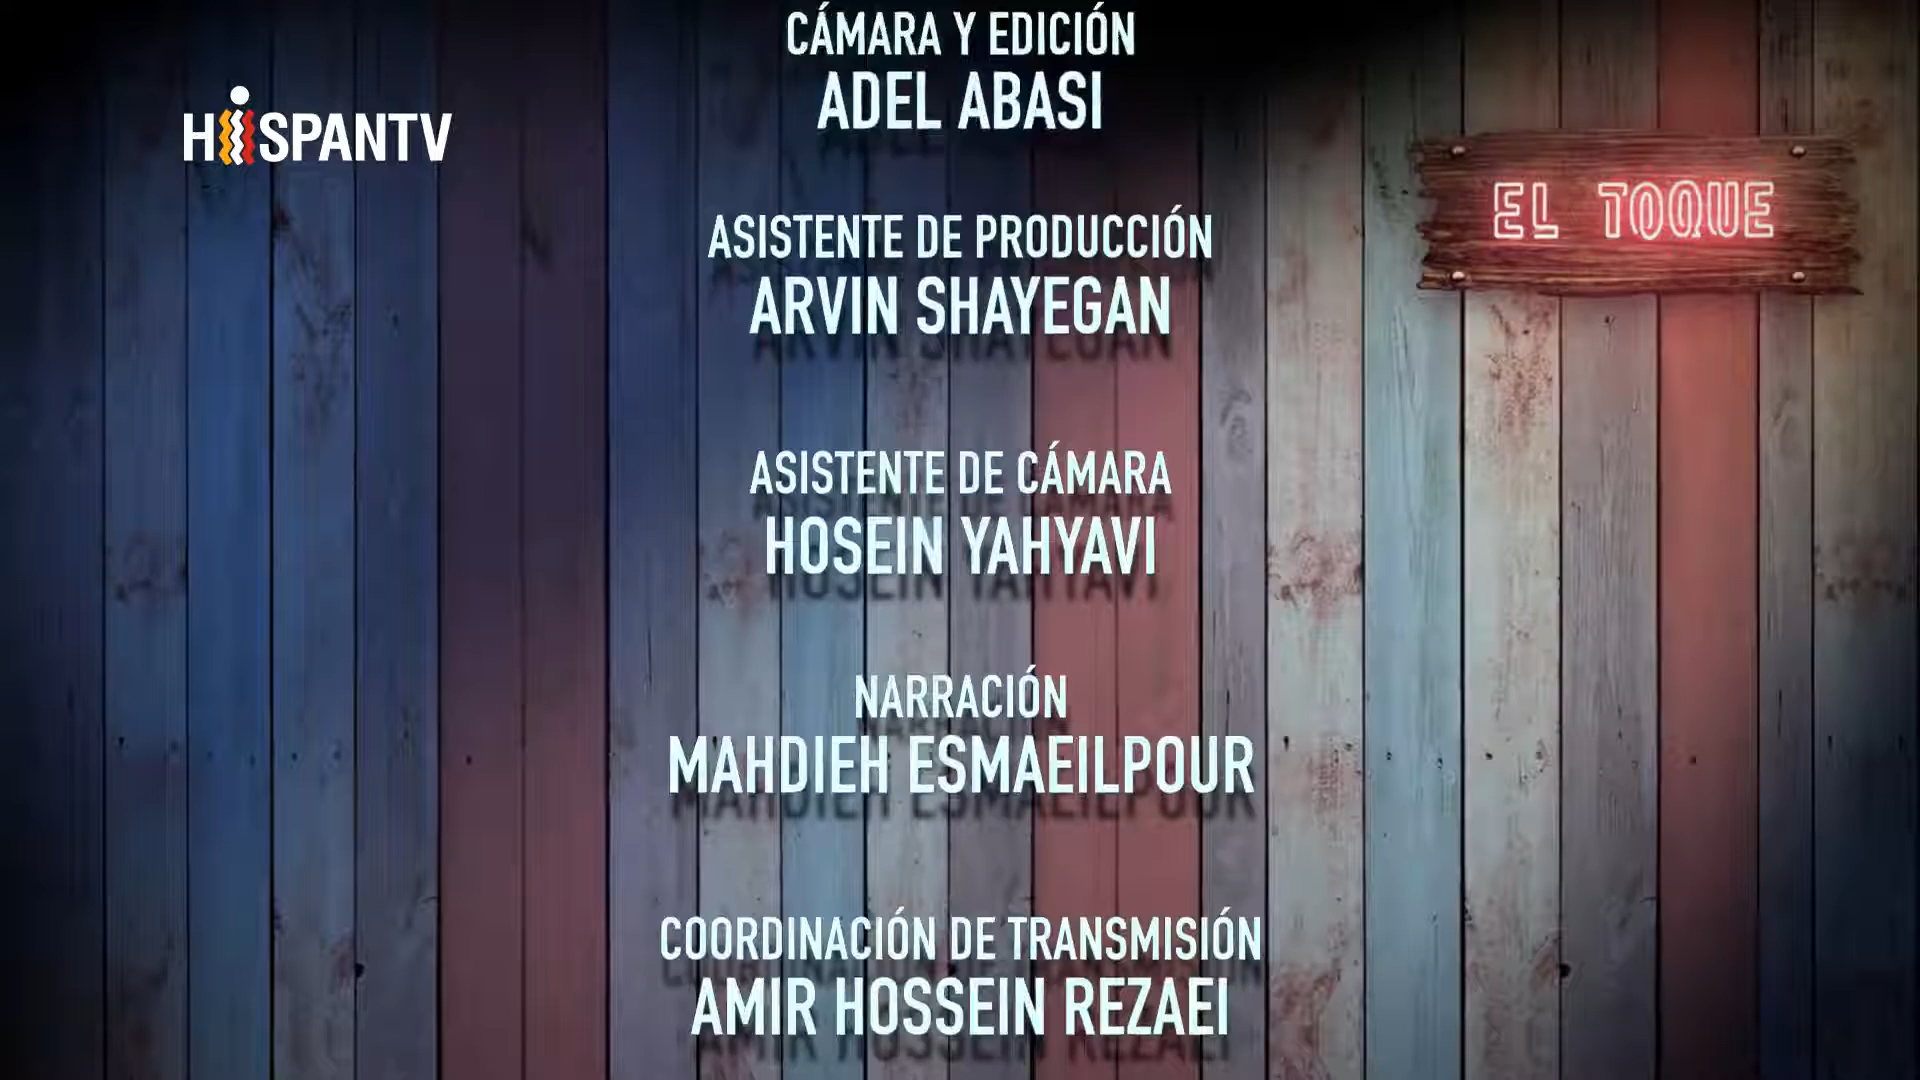 CÁMARA Y EDICIÓN
ADEL ABASI
HISPANTV
EL TOQUE
ASISTENTE DE PRODUCCIÓN
ARVIN SHAYEGAN
ASISTENTE DE CÁMARA
HOSEIN YAHYAVI
NARRACIÓN
MAHDIEH ESMAEILPOUR
COORDINACIÓN DE TRANSMISIÓN
AMIR HOSSEIN REZAEI